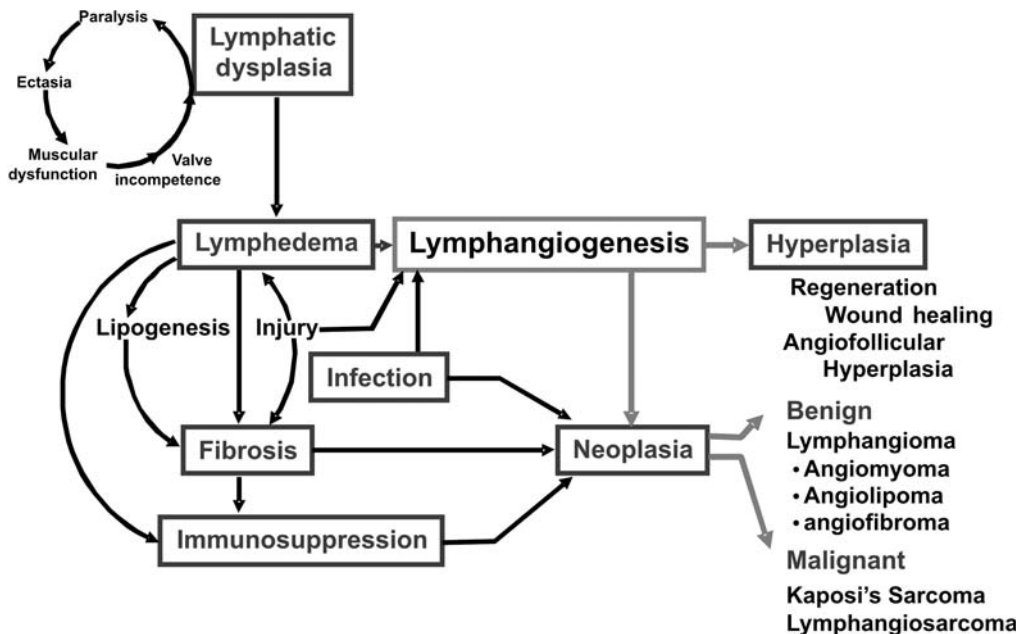 Paralysis
Lymphatic
dysplasia
Ectasia
Muscular
dysfunction
Valve
incompetence
Lymphedema
Lymphangiogenesis
Hyperplasia
Regeneration
Wound healing
Angiofollicular
Hyperplasia
Lipogenesis
Injury
Infection
Fibrosis
Neoplasia
Benign
Lymphangioma
• Angiomyoma
• Angiolipoma
• angiofibroma
Immunosuppression
Malignant
Kaposi's Sarcoma
Lymphangiosarcoma